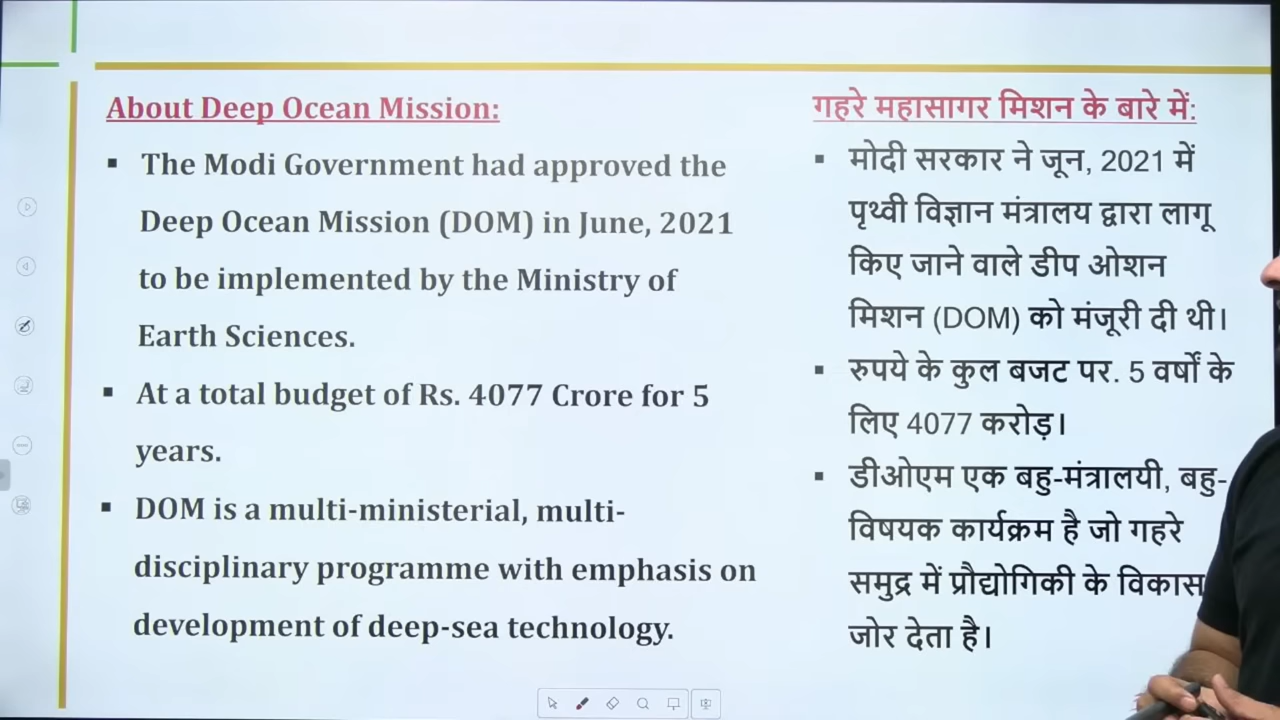 About Deep Ocean Mission:
▪ The Modi Government had approved the
Deep Ocean Mission (DOM) in June, 2021
to be implemented by the Ministry of
Earth Sciences.
▪ At a total budget of Rs. 4077 Crore for 5
years.
▪ DOM is a multi-ministerial, multi-
disciplinary programme with emphasis on
development of deep-sea technology.
गहरे महासागर मिशन के बारे में:
▪ मोदी सरकार ने जून, 2021 में
पृथ्वी विज्ञान मंत्रालय द्वारा लागू
किए जाने वाले डीप ओशन
मिशन (DOM) को मंजूरी दी थी।
▪ रुपये के कुल बजट पर. 5 वर्षों के
लिए 4077 करोड़।
▪ डीओएम एक बहु-मंत्रालयी, बहु-
विषयक कार्यक्रम है जो गहरे
समुद्र में प्रौद्योगिकी के विकास
जोर देता है।